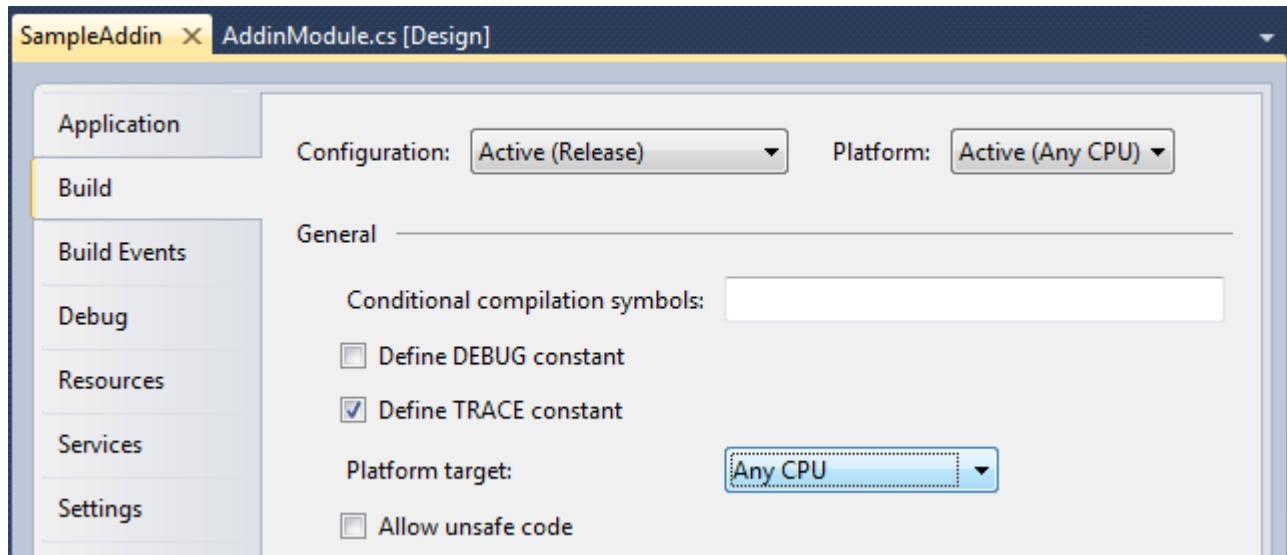 SampleAddin AddinModule.cs [Design]
Application
Build
Build Events
Debug
Resources
Services
Settings
Configuration: Active (Release) Platform: Active (Any CPU)
General
Conditional compilation symbols:
Define DEBUG constant
Define TRACE constant
Platform target: Any CPU
Allow unsafe code